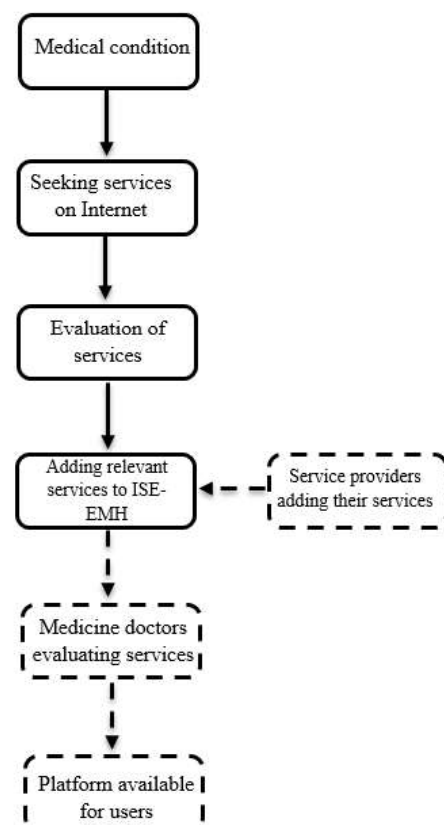 Medical condition
Seeking services
on Internet
Evaluation of
services
Adding relevant
services to ISE-
EMH
Service providers
adding their services
Medicine doctors
evaluating services
Platform available
for users